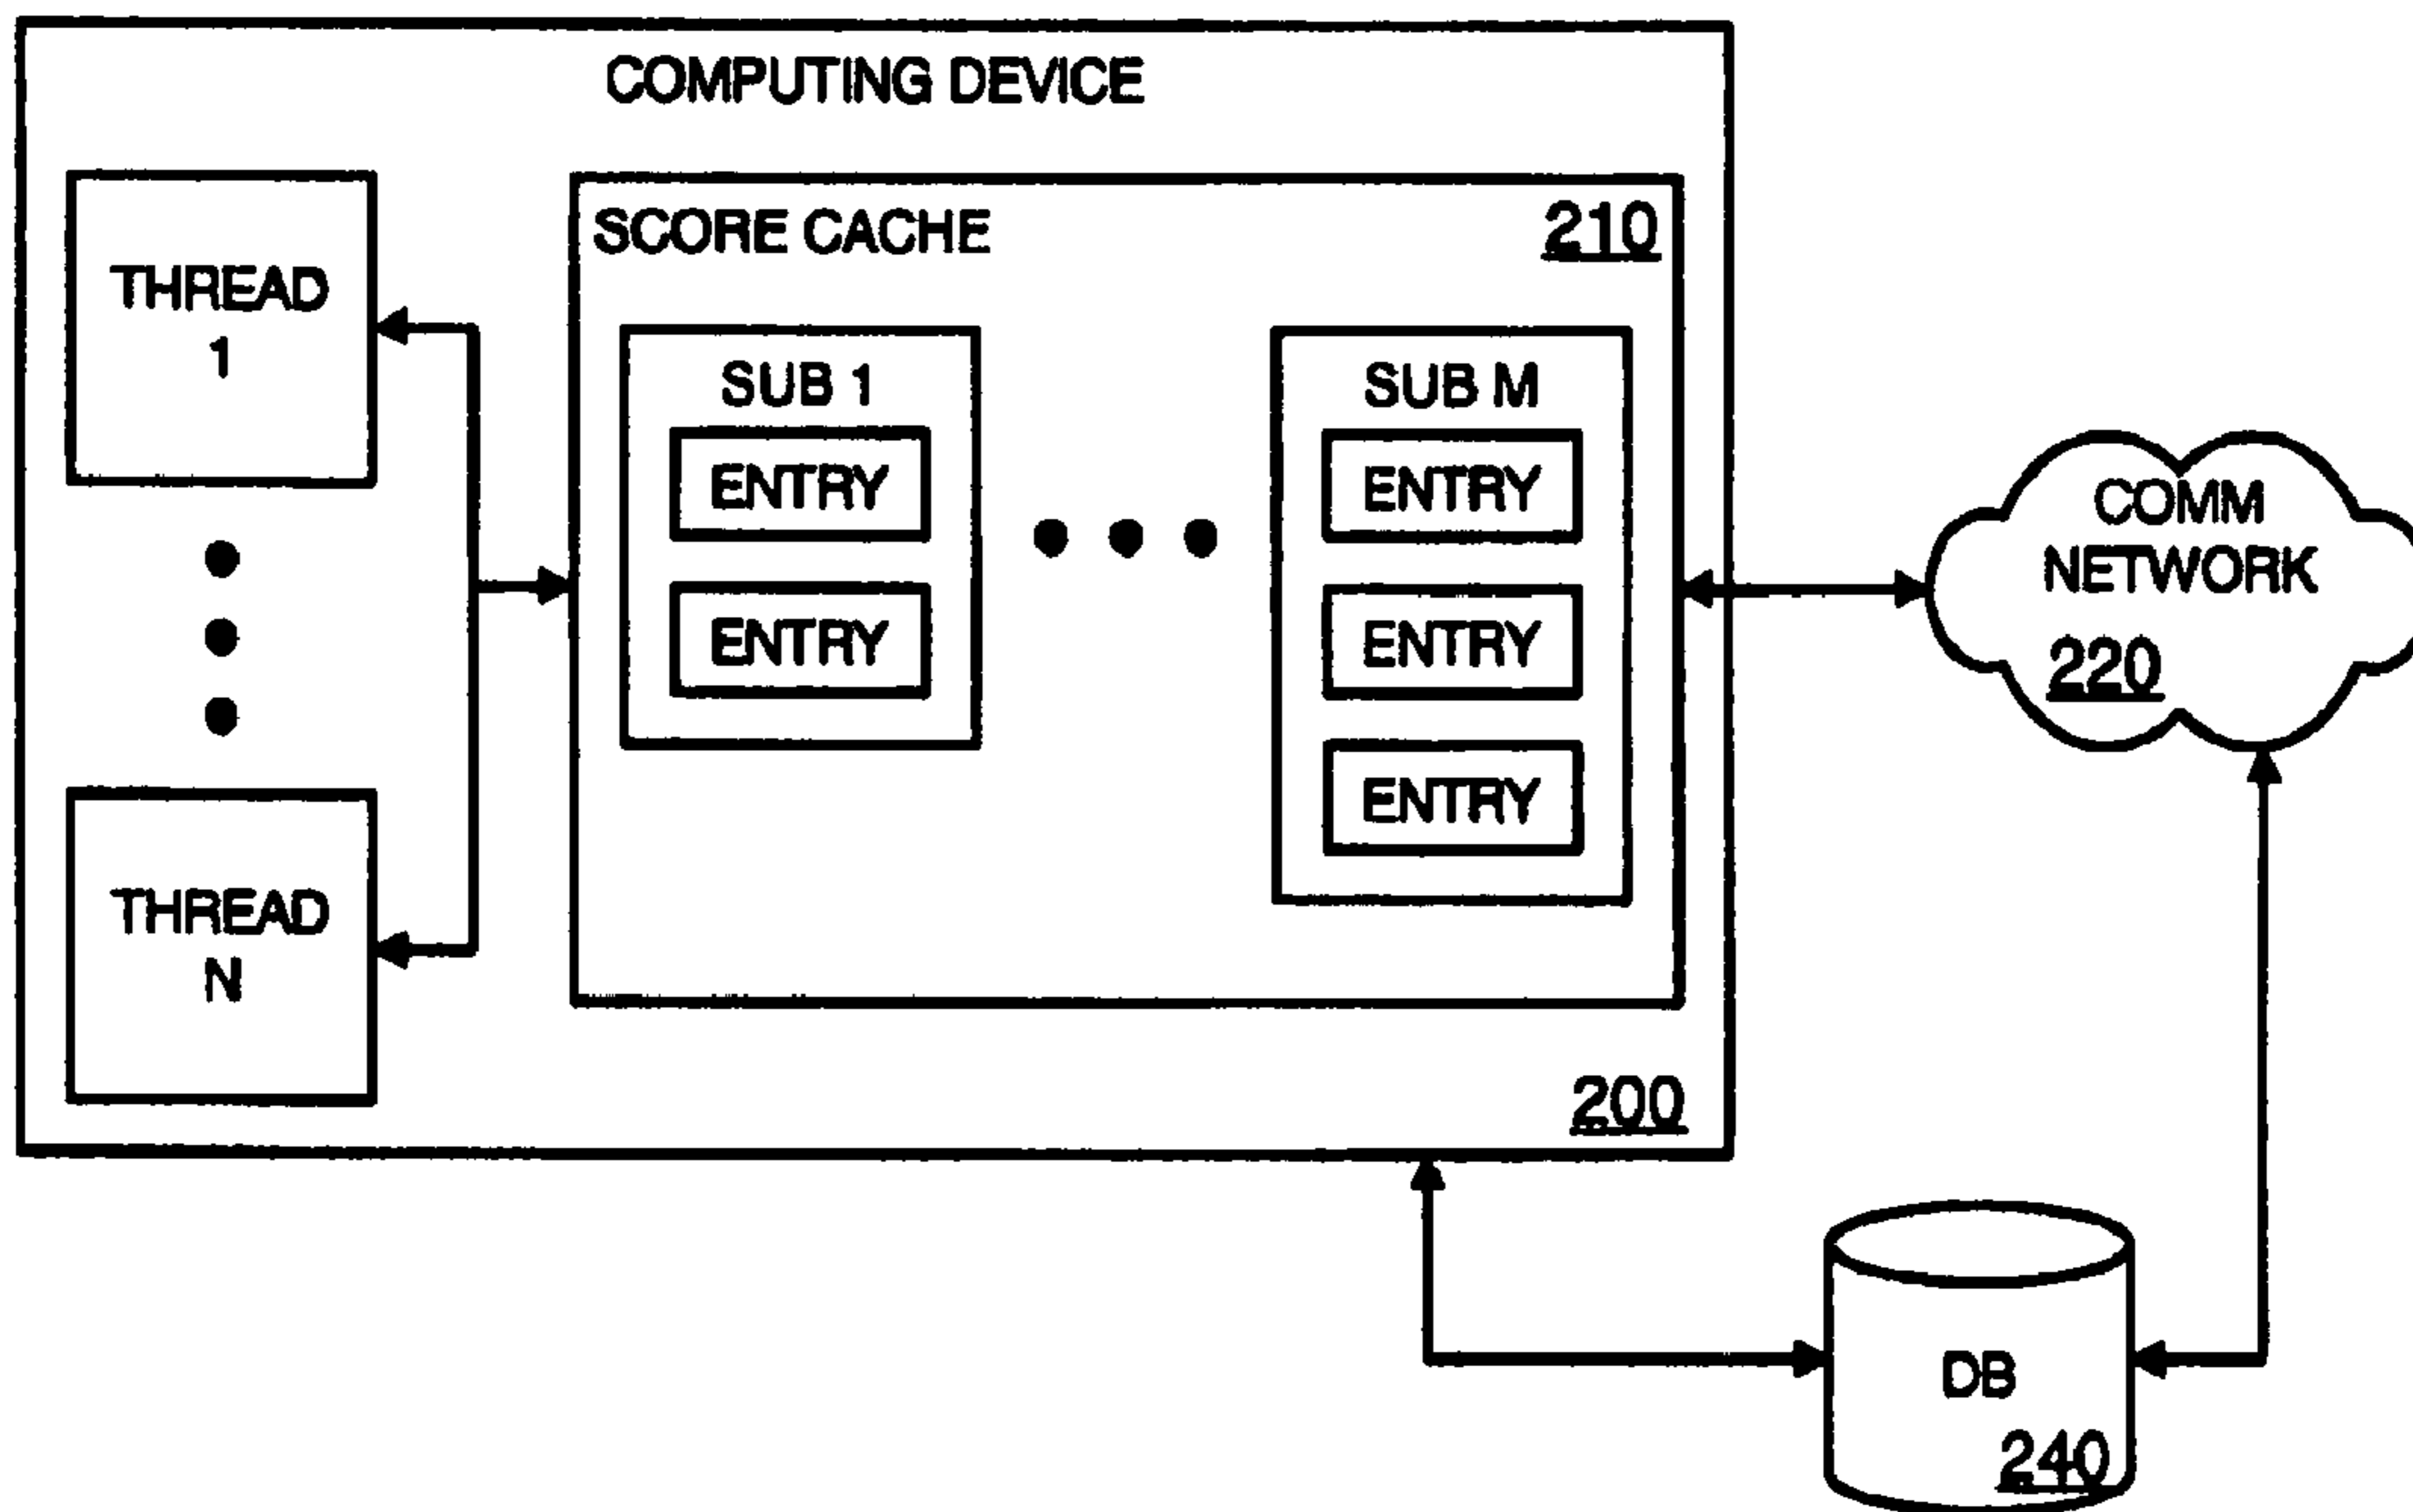 COMPUTING DEVICE
THREAD
1
SCORE CACHE
210
SUB 1
ENTRY
ENTRY
SUB M
ENTRY
ENTRY
ENTRY
THREAD
N
200
COMM
NETWORK
220
DB
240